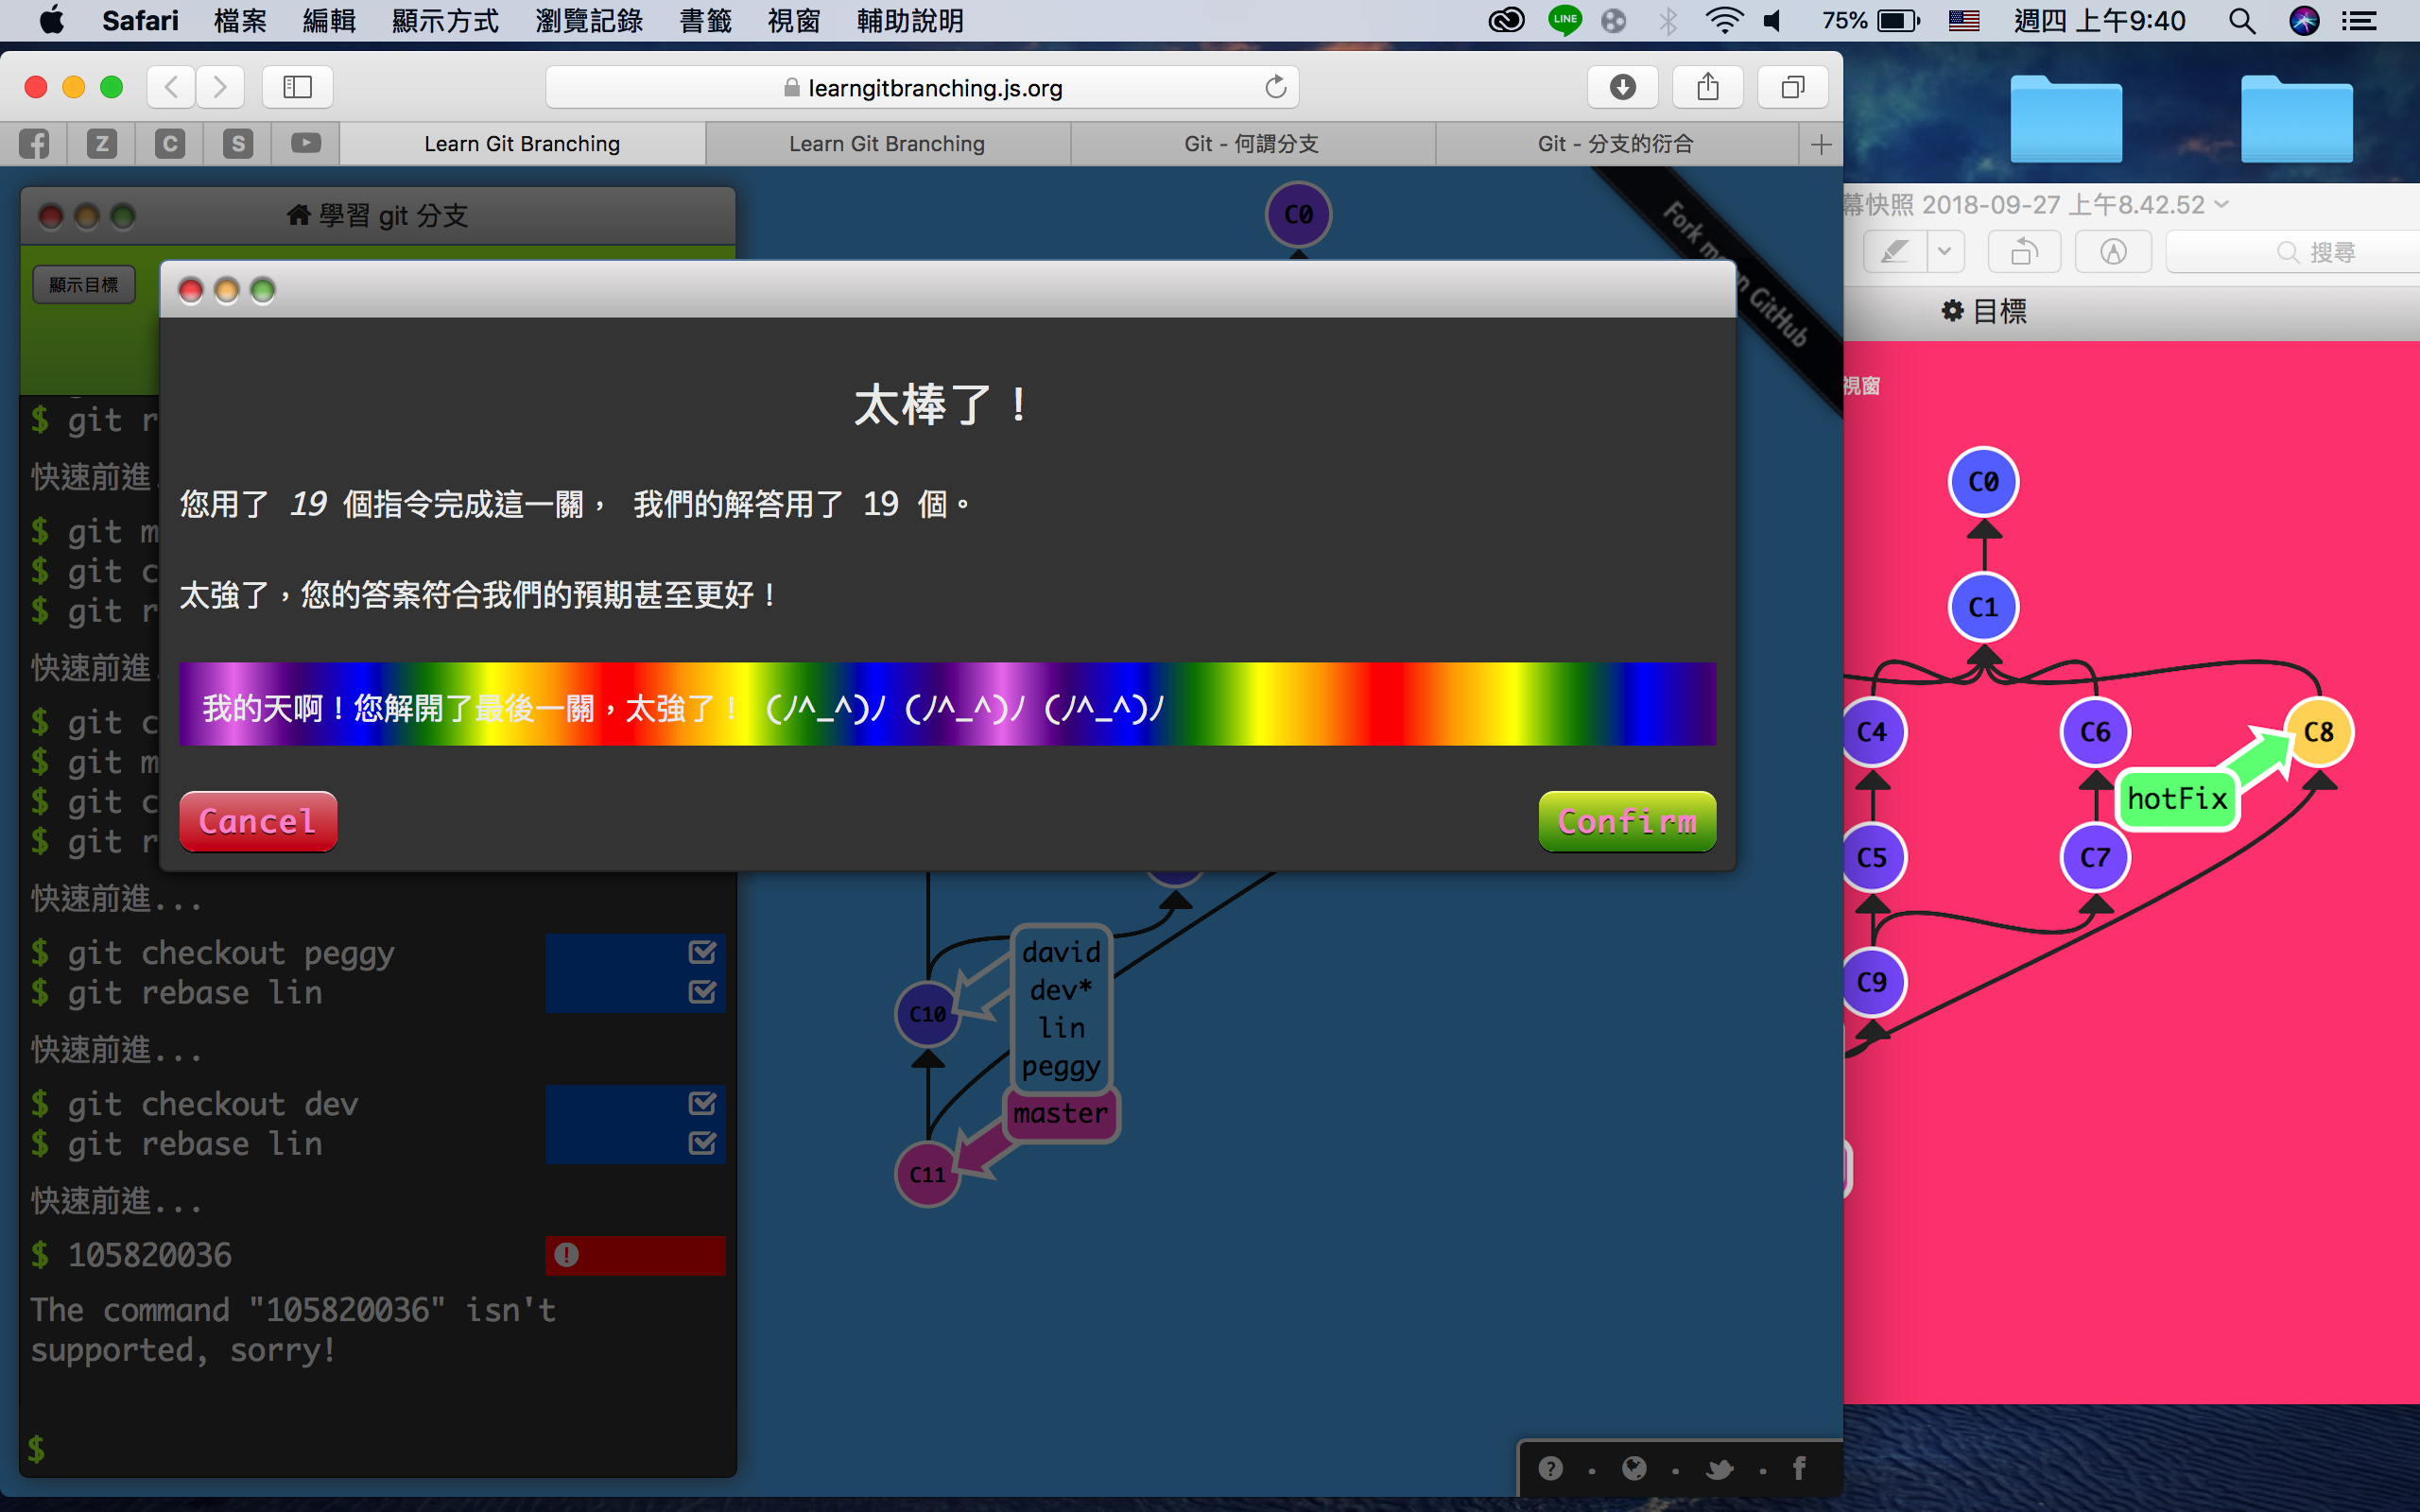 Safari 檔案 編輯 顯示方式 瀏覽記錄 書籤 視窗 輔助說明
LINE 75% 週四 上午9:40
learngitbranching.js.org
Z C S Learn Git Branching Learn Git Branching Git - 何謂分支 Git - 分支的衍合
學習 git 分支
顯示目標
$ git r
快速前進.
$ git m
$ git c
$ git r
快速前進.
$ git c
$ git m
$ git c
$ git r
快速前進...
$ git checkout peggy
$ git rebase lin
快速前進...
$ git checkout dev
$ git rebase lin
快速前進...
$ 105820036
The command "105820036" isn't
supported, sorry!
$
太棒了！
您用了 19 個指令完成這一關， 我們的解答用了 19 個。
太強了，您的答案符合我們的預期甚至更好！
我的天啊！您解開了最後一關，太強了！ (ﾉ^_^)ﾉ (ﾉ^_^)ﾉ (ﾉ^_^)ﾉ
Cancel
Confirm
C0
C10
C11
david
dev*
lin
peggy
master
幕快照 2018-09-27 上午8.42.52
搜尋
目標
視窗
C0
C1
C4 C6 C8
hotFix
C5 C7
C9